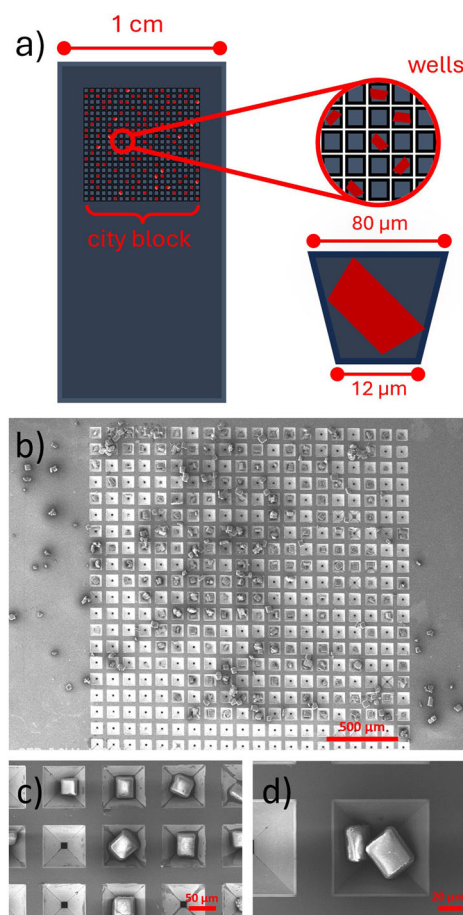 a)
1 cm
wells
city block
80 µm
12 µm
b)
500 µm
c)
50 µm
d)
20 µm